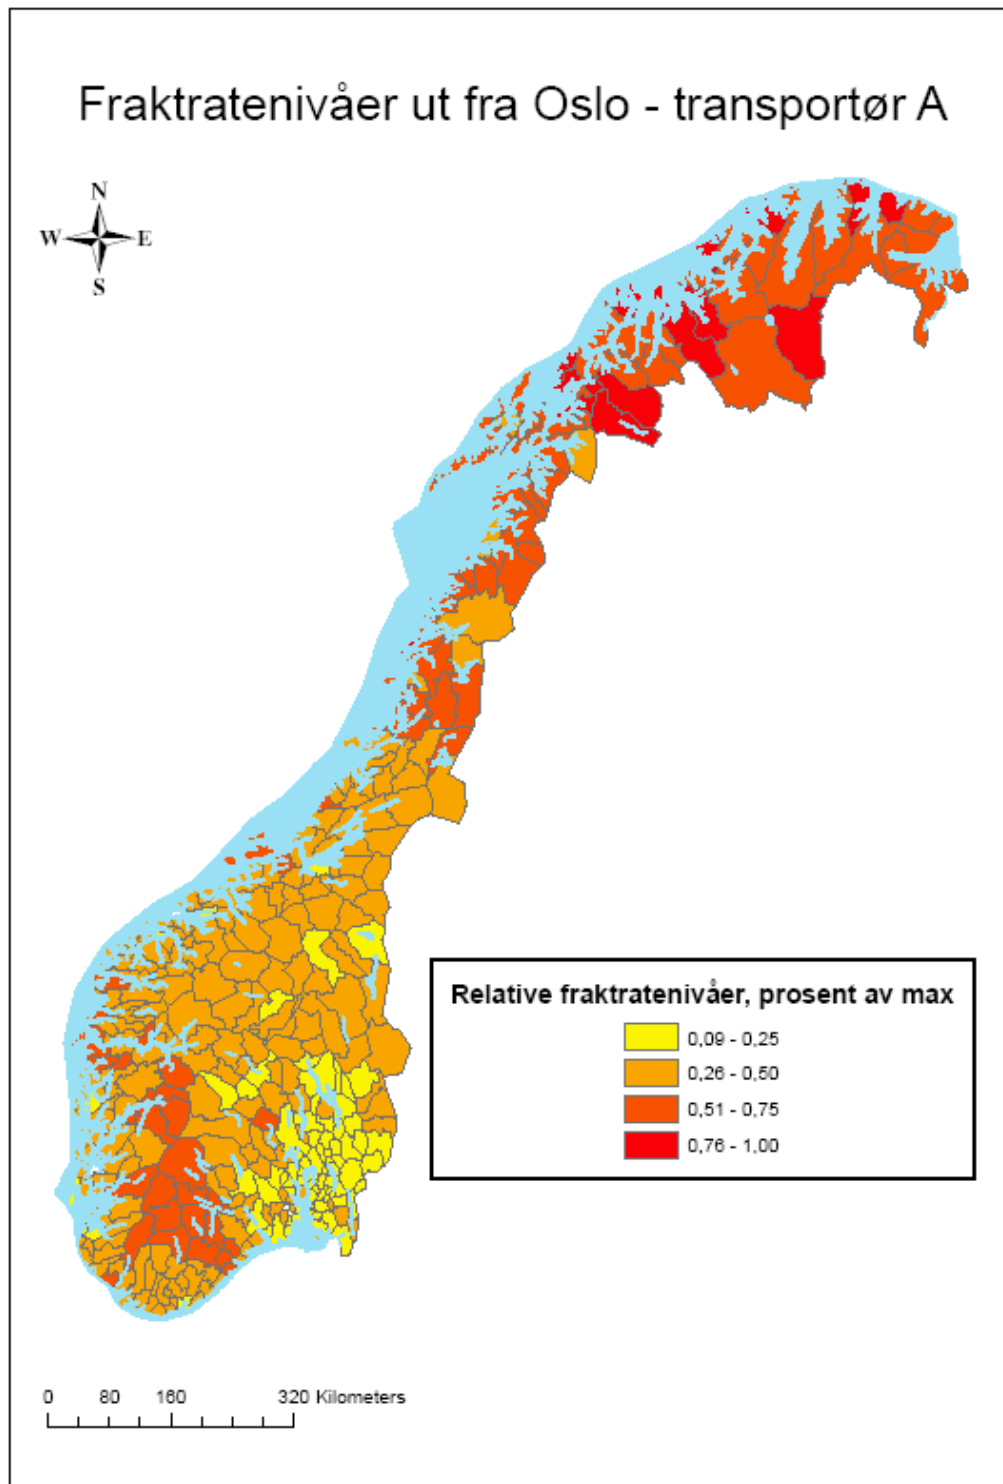 Fraktratenivåer ut fra Oslo - transportør A
N
W E
S
Relative fraktratenivåer, prosent av max
0,09 - 0,25
0,26 - 0,50
0,51 - 0,75
0,76 - 1,00
0 80 160 320 Kilometers